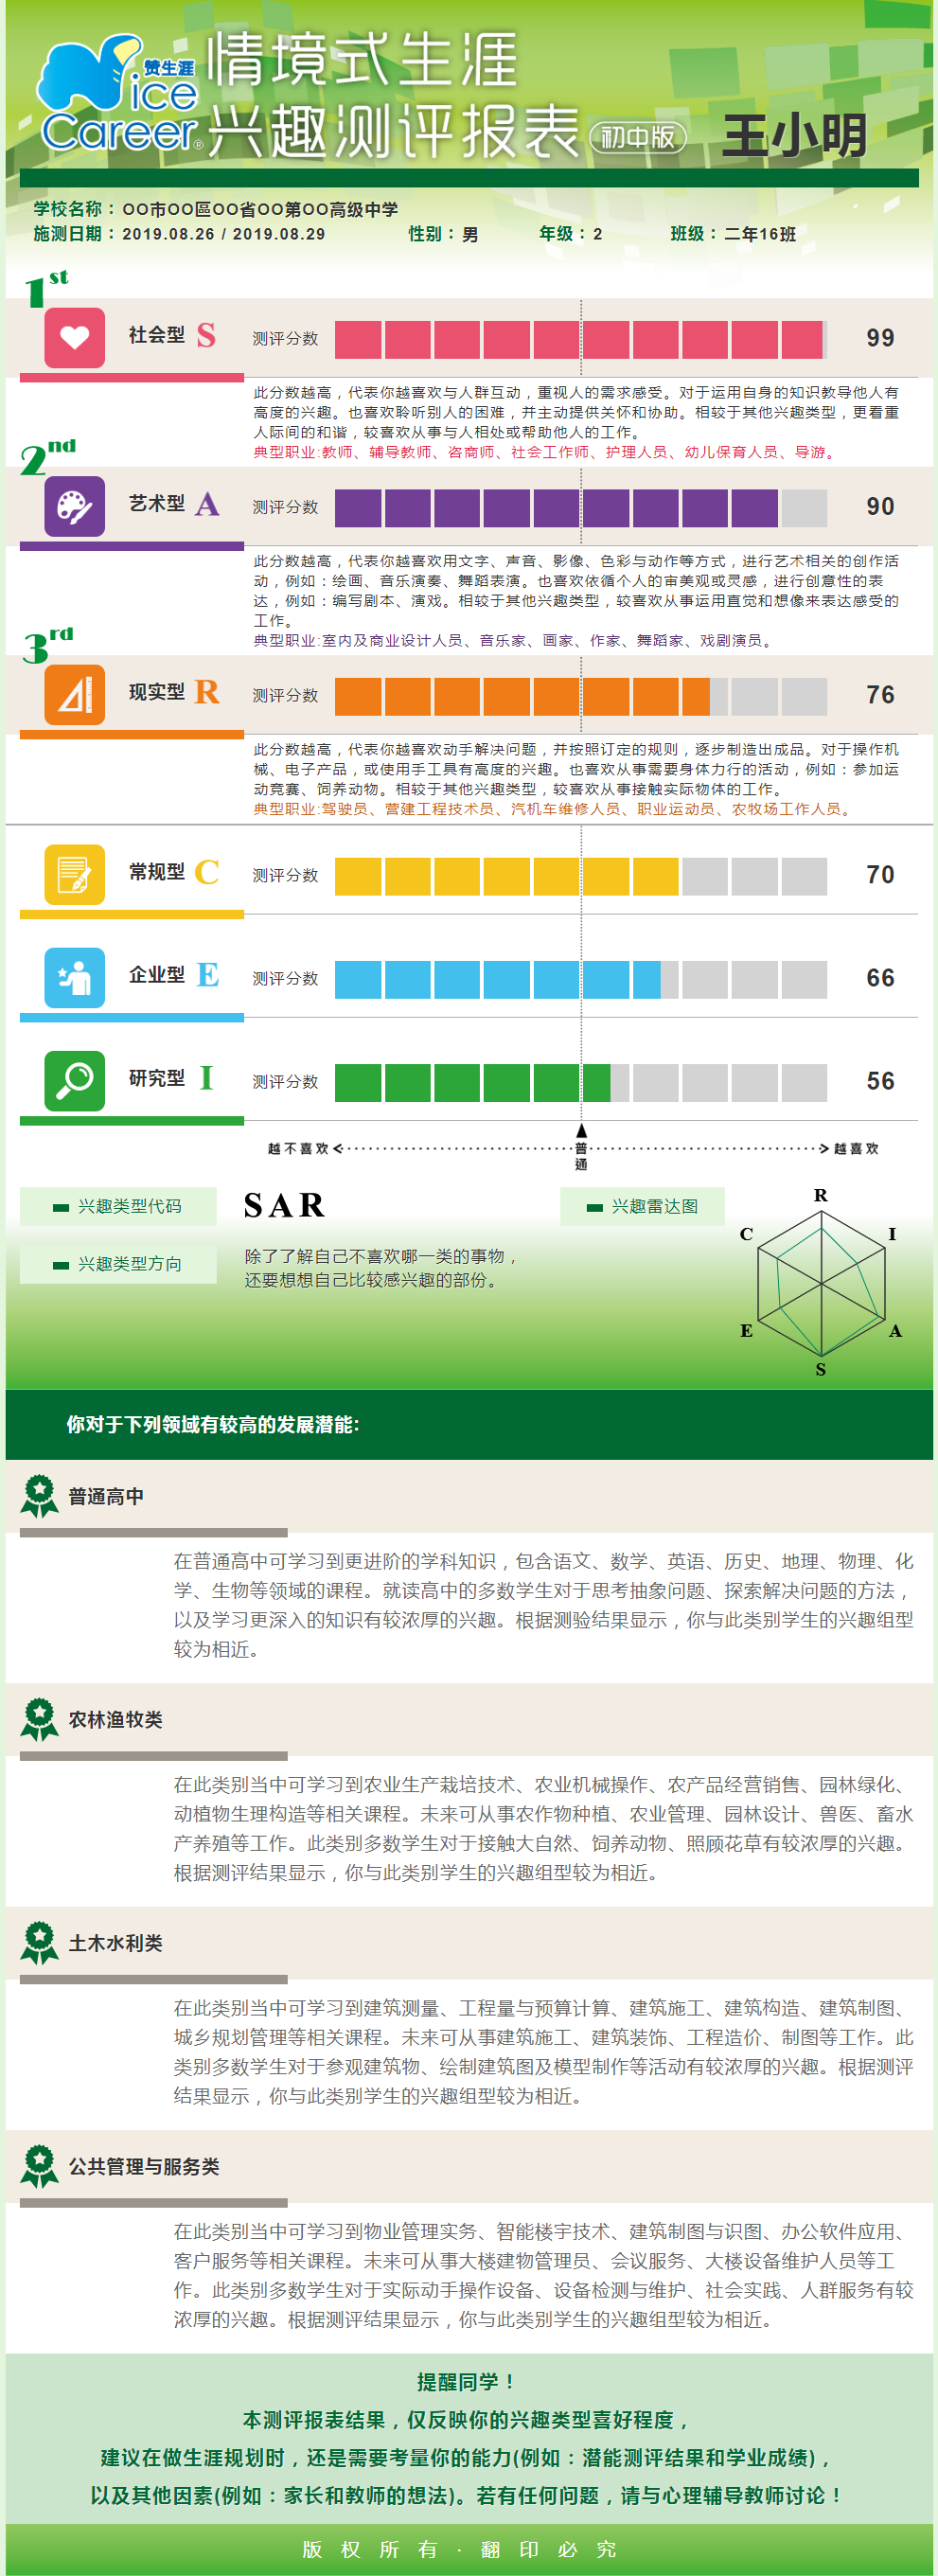 赞生涯
Nice
Career®
情境式生涯
兴趣测评报表 初中版 王小明
学校名称：OO市OO區OO省OO第OO高级中学
施测日期：2019.08.26 / 2019.08.29 性别：男 年级：2 班级：二年16班
1st
社会型 S 测评分数 99
此分数越高，代表你越喜欢与人群互动，重视人的需求感受。对于运用自身的知识教导他人有
高度的兴趣。也喜欢聆听别人的困难，并主动提供关怀和协助。相较于其他兴趣类型，更看重
人际间的和谐，较喜欢从事与人相处或帮助他人的工作。
典型职业:教师、辅导教师、咨商师、社会工作师、护理人员、幼儿保育人员、导游。
2nd
艺术型 A 测评分数 90
此分数越高，代表你越喜欢用文字、声音、影像、色彩与动作等方式，进行艺术相关的创作活
动，例如：绘画、音乐演奏、舞蹈表演。也喜欢依循个人的审美观或灵感，进行创意性的表
达，例如：编写剧本、演戏。相较于其他兴趣类型，较喜欢从事运用直觉和想像来表达感受的
工作。
典型职业:室内及商业设计人员、音乐家、画家、作家、舞蹈家、戏剧演员。
3rd
现实型 R 测评分数 76
此分数越高，代表你越喜欢动手解决问题，并按照订定的规则，逐步制造出成品。对于操作机
械、电子产品，或使用手工具有高度的兴趣。也喜欢从事需要身体力行的活动，例如：参加运
动竞赛、饲养动物。相较于其他兴趣类型，较喜欢从事接触实际物体的工作。
典型职业:驾驶员、营建工程技术员、汽机车维修人员、职业运动员、农牧场工作人员。
常规型 C 测评分数 70
企业型 E 测评分数 66
研究型 I 测评分数 56
越不喜欢 普通 越喜欢
兴趣类型代码 SAR 兴趣雷达图
兴趣类型方向 除了了解自己不喜欢哪一类的事物，
还要想想自己比较感兴趣的部份。
R
C I
E A
S
你对于下列领域有较高的发展潜能:
普通高中
在普通高中可学习到更进阶的学科知识，包含语文、数学、英语、历史、地理、物理、化
学、生物等领域的课程。就读高中的多数学生对于思考抽象问题、探索解决问题的方法，
以及学习更深入的知识有较浓厚的兴趣。根据测验结果显示，你与此类别学生的兴趣组型
较为相近。
农林渔牧类
在此类别当中可学习到农业生产栽培技术、农业机械操作、农产品经营销售、园林绿化、
动植物生理构造等相关课程。未来可从事农作物种植、农业管理、园林设计、兽医、畜水
产养殖等工作。此类别多数学生对于接触大自然、饲养动物、照顾花草有较浓厚的兴趣。
根据测评结果显示，你与此类别学生的兴趣组型较为相近。
土木水利类
在此类别当中可学习到建筑测量、工程量与预算计算、建筑施工、建筑构造、建筑制图、
城乡规划管理等相关课程。未来可从事建筑施工、建筑装饰、工程造价、制图等工作。此
类别多数学生对于参观建筑物、绘制建筑图及模型制作等活动有较浓厚的兴趣。根据测评
结果显示，你与此类别学生的兴趣组型较为相近。
公共管理与服务类
在此类别当中可学习到物业管理实务、智能楼宇技术、建筑制图与识图、办公软件应用、
客户服务等相关课程。未来可从事大楼建物管理员、会议服务、大楼设备维护人员等工
作。此类别多数学生对于实际动手操作设备、设备检测与维护、社会实践、人群服务有较
浓厚的兴趣。根据测评结果显示，你与此类别学生的兴趣组型较为相近。
提醒同学！
本测评报表结果，仅反映你的兴趣类型喜好程度，
建议在做生涯规划时，还是需要考量你的能力(例如：潜能测评结果和学业成绩)，
以及其他因素(例如：家长和教师的想法)。若有任何问题，请与心理辅导教师讨论！
版权所有·翻印必究